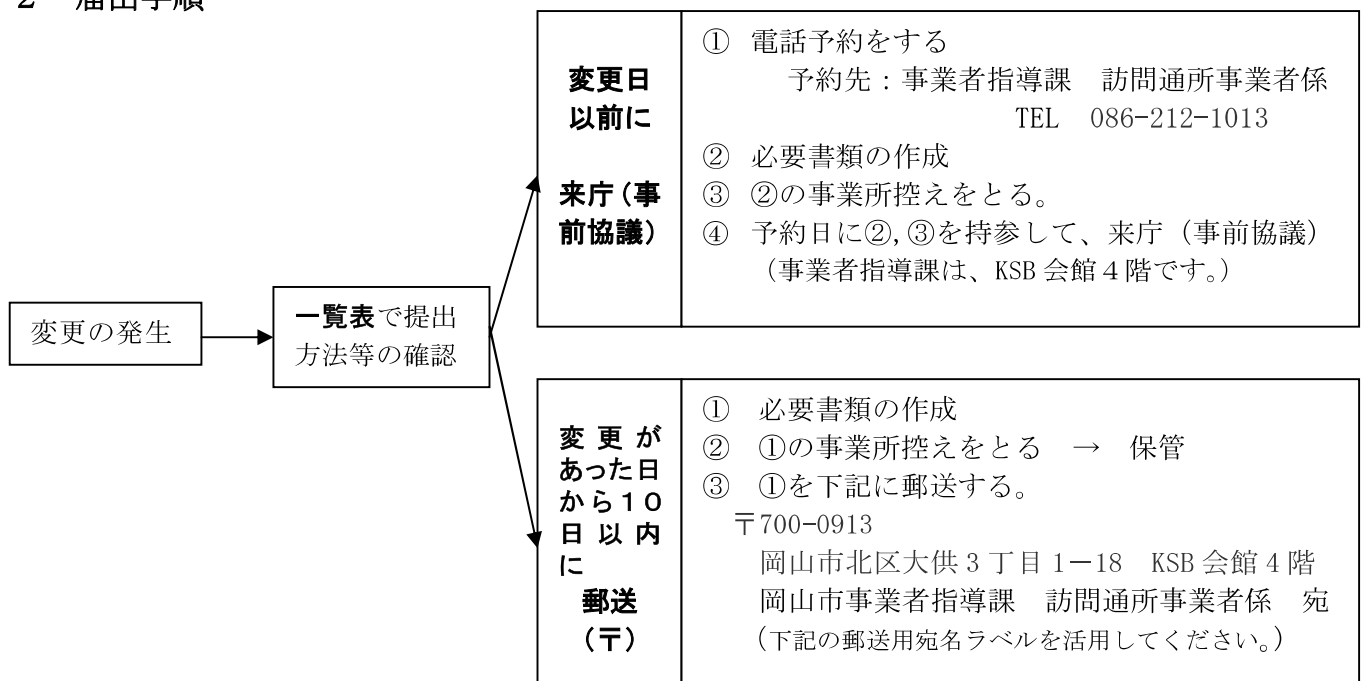 ２　届出手順
変更の発生
一覧表で提出
方法等の確認
変更日
以前に
来庁（事
前協議）
①　電話予約をする
予約先：事業者指導課　訪問通所事業者係
TEL　086-212-1013
②　必要書類の作成
③　②の事業所控えをとる。
④　予約日に②,③を持参して、来庁（事前協議）
（事業者指導課は、KSB 会館４階です。）
変更が
あった日
から１０
日以内
に
郵送
（〒）
①　必要書類の作成
②　①の事業所控えをとる　→　保管
③　①を下記に郵送する。
〒700-0913
岡山市北区大供 3 丁目 1－18　KSB 会館 4 階
岡山市事業者指導課　訪問通所事業者係　宛
（下記の郵送用宛名ラベルを活用してください。）